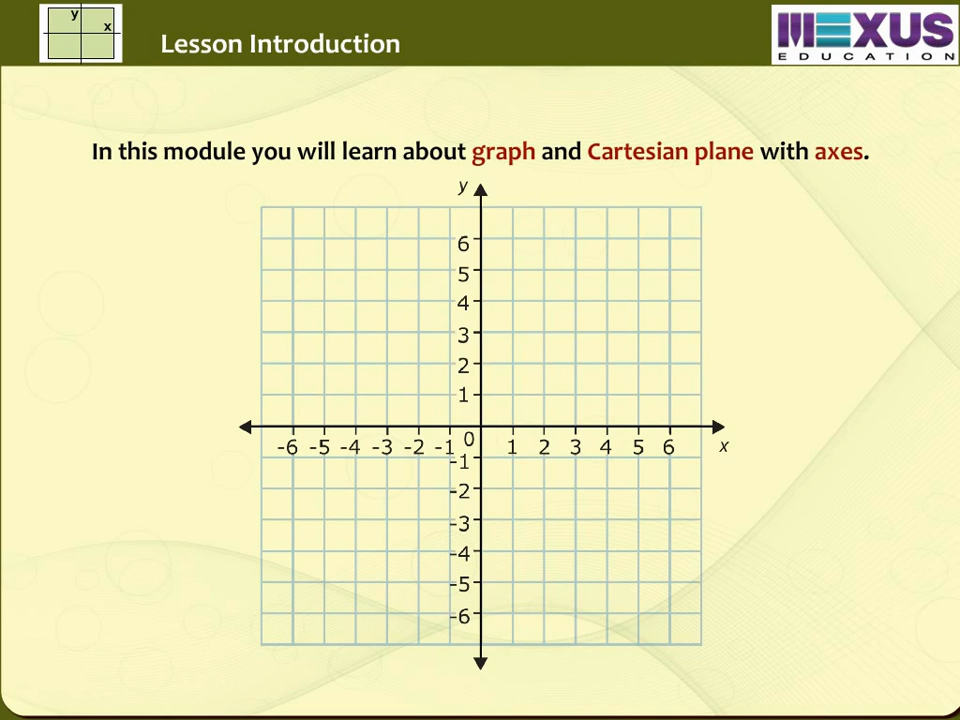 y
x
Lesson Introduction
MEXUS
EDUCATION
In this module you will learn about graph and Cartesian plane with axes.
y
6
5
4
3
2
1
-6 -5 -4 -3 -2 -1 0 1 2 3 4 5 6 x
-1
-2
-3
-4
-5
-6